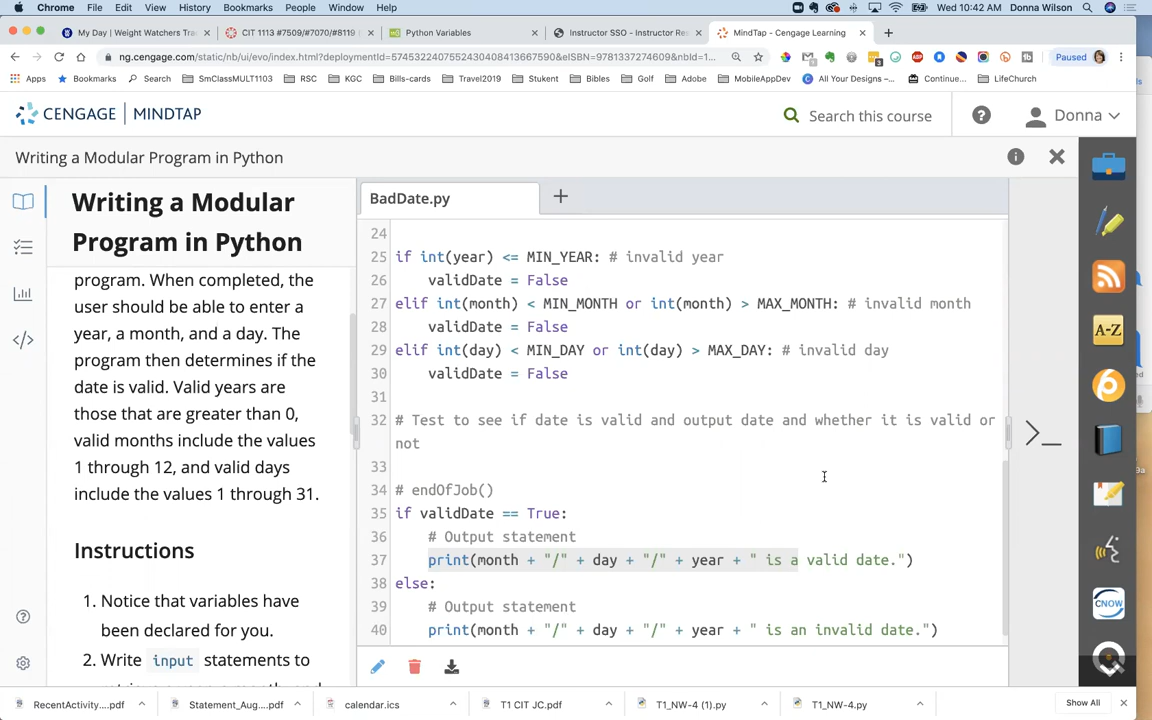 Chrome File Edit View History Bookmarks People Window Help Wed 10:42 AM Donna Wilson
My Day | Weight Watchers Tra × CIT 1113 #7509/#7070/#8119 | × Python Variables × Instructor SSO - Instructor Re × MindTap - Cengage Learning × +
ng.cengage.com/static/nb/ui/evo/index.html?deploymentId=57453224075524304084136675​90&eISBN=9781337274609&nbId=1... Paused
Apps Bookmarks Search SmClassMULT1103 RSC KGC Bills-cards Travel2019 Stukent Bibles Golf Adobe MobileAppDev All Your Designs –... Continue... LifeChurch
CENGAGE | MINDTAP Search this course ? Donna
Writing a Modular Program in Python
Writing a Modular
Program in Python
program. When completed, the
user should be able to enter a
year, a month, and a day. The
program then determines if the
date is valid. Valid years are
those that are greater than 0,
valid months include the values
1 through 12, and valid days
include the values 1 through 31.
Instructions
1. Notice that variables have
been declared for you.
2. Write input statements to
BadDate.py
24
25 if int(year) <= MIN_YEAR: # invalid year
26 validDate = False
27 elif int(month) < MIN_MONTH or int(month) > MAX_MONTH: # invalid month
28 validDate = False
29 elif int(day) < MIN_DAY or int(day) > MAX_DAY: # invalid day
30 validDate = False
31
32 # Test to see if date is valid and output date and whether it is valid or
not
33
34 # endOfJob()
35 if validDate == True:
36 # Output statement
37 print(month + "/" + day + "/" + year + " is a valid date.")
38 else:
39 # Output statement
40 print(month + "/" + day + "/" + year + " is an invalid date.")
>_
A-Z
CNOW
RecentActivity....pdf Statement_Aug....pdf calendar.ics T1 CIT JC.pdf T1_NW-4 (1).py T1_NW-4.py Show All